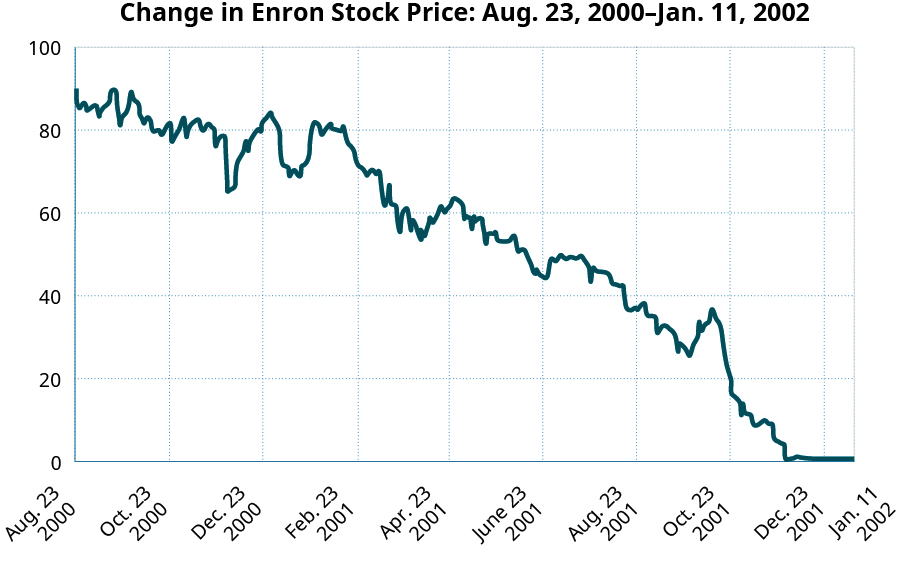 Change in Enron Stock Price: Aug. 23, 2000–Jan. 11, 2002
100
80
60
40
20
0
Aug. 23
2000
Oct. 23
2000
Dec. 23
2000
Feb. 23
2001
Apr. 23
2001
June 23
2001
Aug. 23
2001
Oct. 23
2001
Dec. 23
2001
Jan. 11
2002